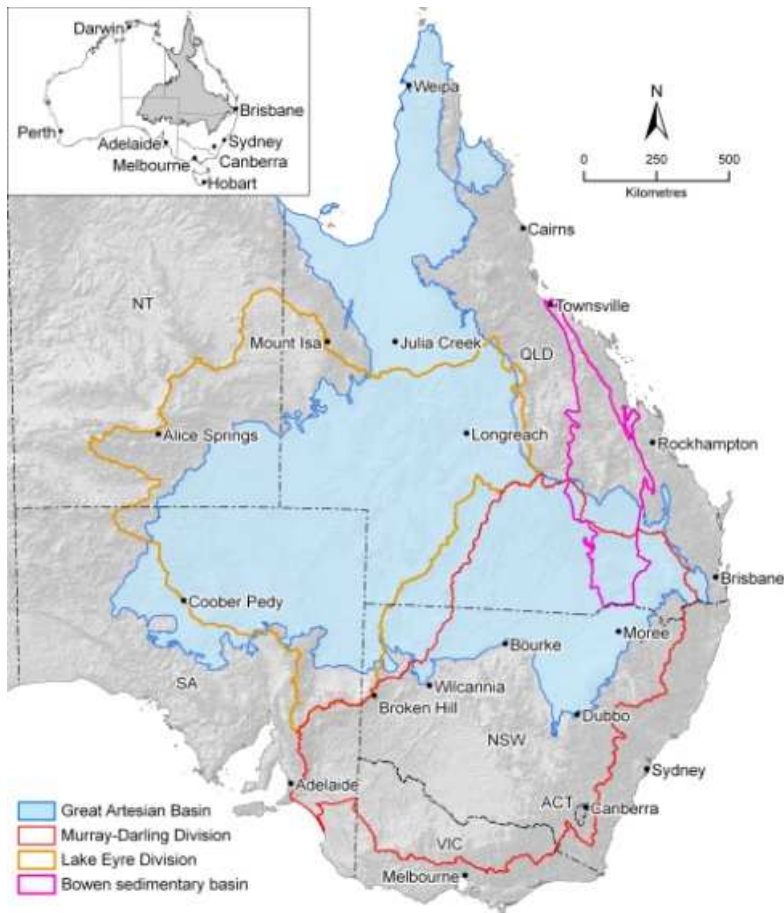 Darwin
Brisbane
Perth
Sydney
Adelaide
Canberra
Melbourne
Hobart
N
0 250 500
Kilometres
Weipa
Cairns
Townsville
NT
QLD
Mount Isa
Julia Creek
Alice Springs
Longreach
Rockhampton
Brisbane
Coober Pedy
Moree
Bourke
SA
Wilcannia
Broken Hill
Dubbo
NSW
Sydney
Adelaide
ACT
Canberra
VIC
Melbourne
Great Artesian Basin
Murray-Darling Division
Lake Eyre Division
Bowen sedimentary basin